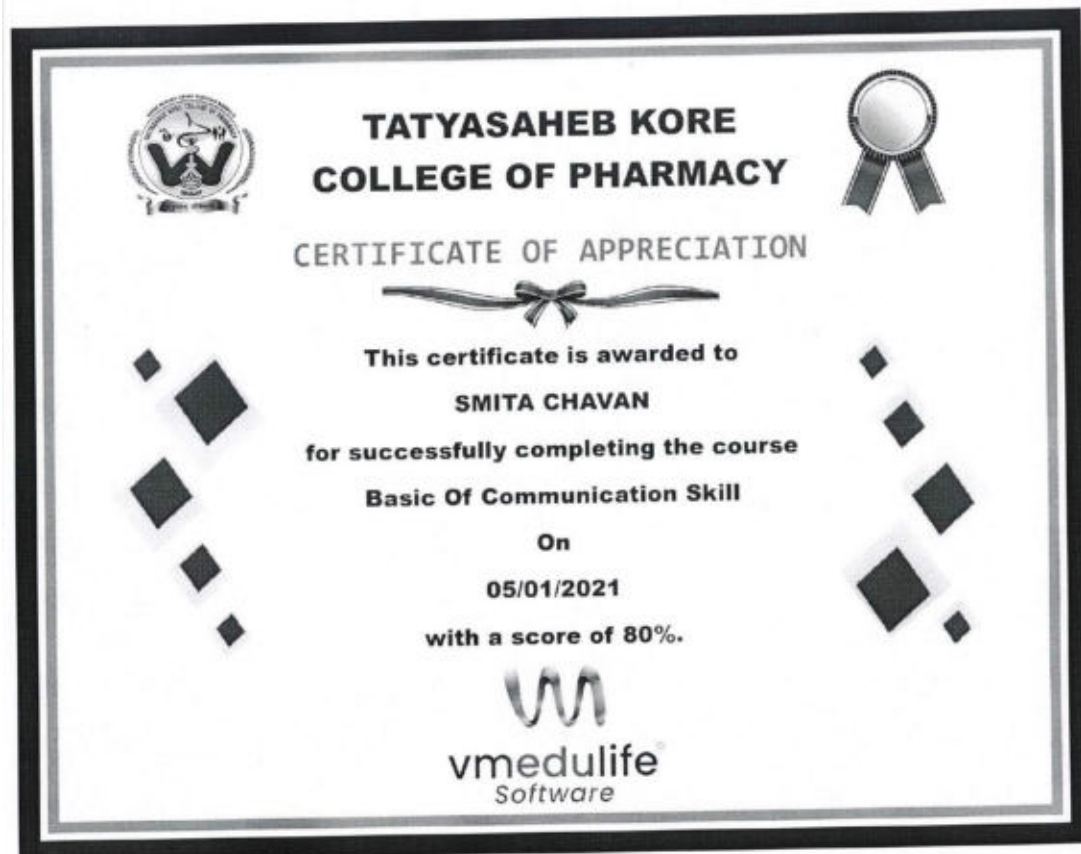 TATYASAHEB KORE
COLLEGE OF PHARMACY
CERTIFICATE OF APPRECIATION
This certificate is awarded to
SMITA CHAVAN
for successfully completing the course
Basic Of Communication Skill
On
05/01/2021
with a score of 80%.
vmedulife
Software